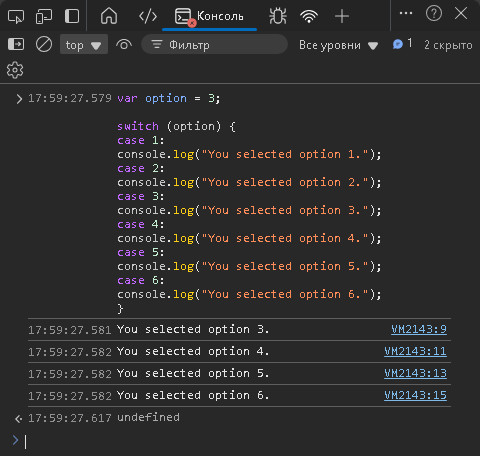 Консоль
top
Фильтр
Все уровни
1
2 скрыто
17:59:27.579 var option = 3;
switch (option) {
case 1:
console.log("You selected option 1.");
case 2:
console.log("You selected option 2.");
case 3:
console.log("You selected option 3.");
case 4:
console.log("You selected option 4.");
case 5:
console.log("You selected option 5.");
case 6:
console.log("You selected option 6.");
}
17:59:27.581 You selected option 3. VM2143:9
17:59:27.582 You selected option 4. VM2143:11
17:59:27.582 You selected option 5. VM2143:13
17:59:27.582 You selected option 6. VM2143:15
17:59:27.617 undefined